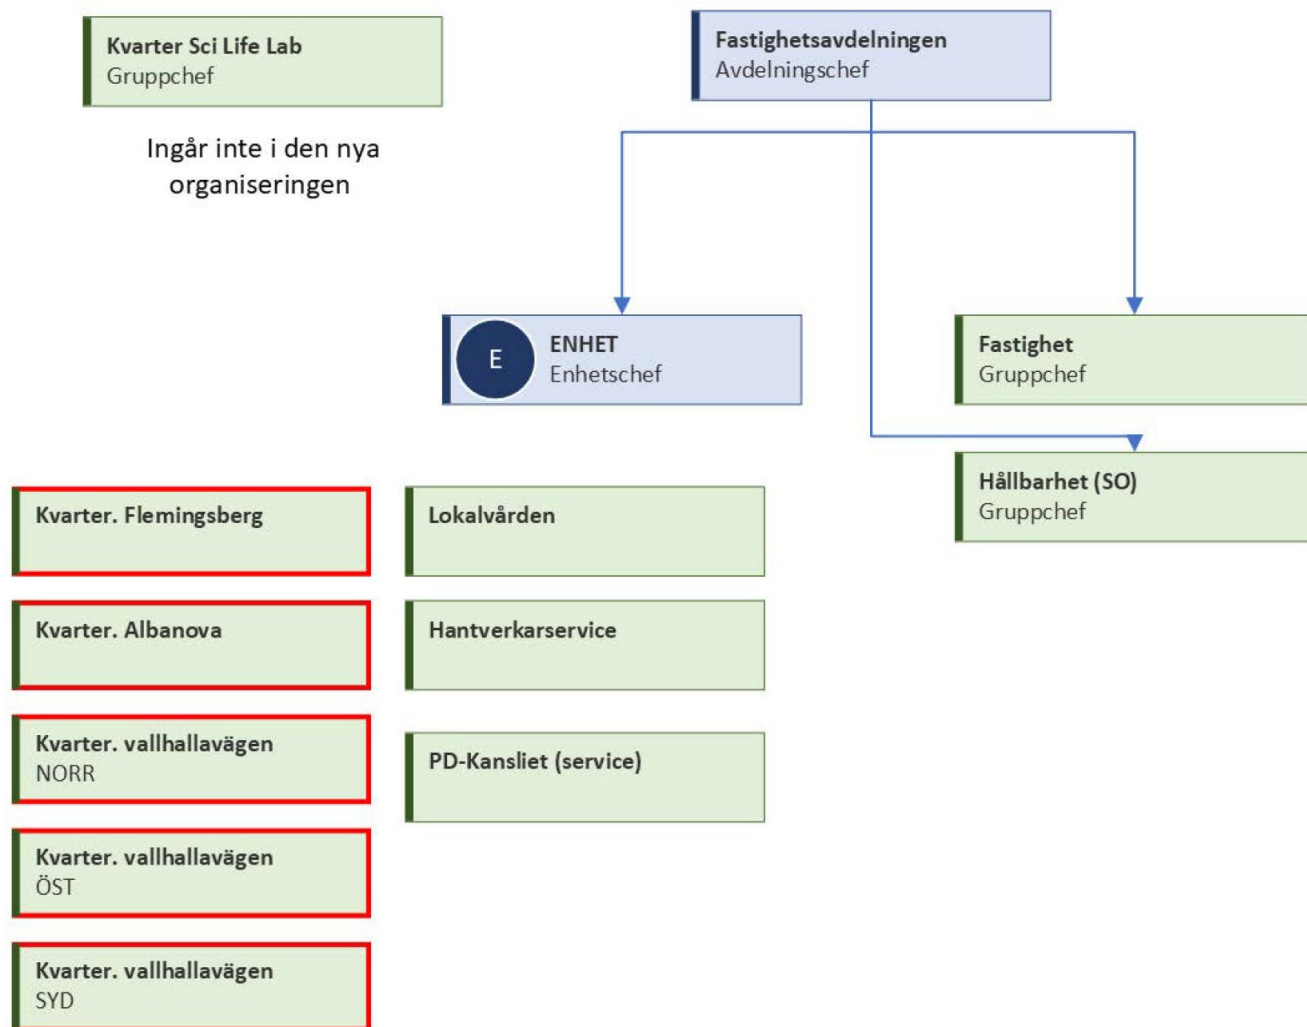 Kvarter Sci Life Lab
Gruppchef
Ingår inte i den nya
organiseringen
Fastighetsavdelningen
Avdelningschef
E
ENHET
Enhetschef
Fastighet
Gruppchef
Hållbarhet (SO)
Gruppchef
Kvarter. Flemingsberg
Kvarter. Albanova
Kvarter. vallhallavägen
NORR
Kvarter. vallhallavägen
ÖST
Kvarter. vallhallavägen
SYD
Lokalvården
Hantverkarservice
PD-Kansliet (service)